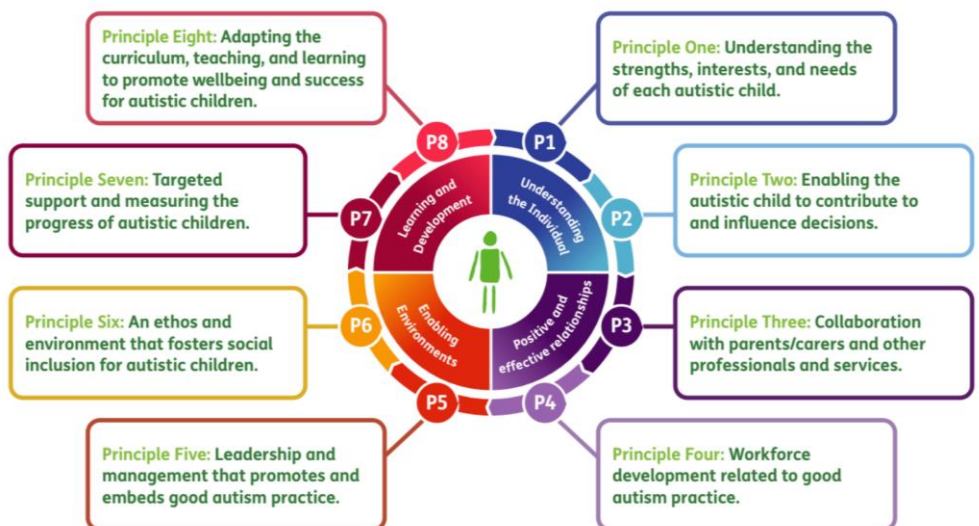 Principle One: Understanding the
strengths, interests, and needs
of each autistic child.
Principle Two: Enabling the
autistic child to contribute to
and influence decisions.
Principle Three: Collaboration
with parents/carers and other
professionals and services.
Principle Four: Workforce
development related to good
autism practice.
Principle Five: Leadership and
management that promotes and
embeds good autism practice.
Principle Six: An ethos and
environment that fosters social
inclusion for autistic children.
Principle Seven: Targeted
support and measuring the
progress of autistic children.
Principle Eight: Adapting the
curriculum, teaching, and learning
to promote wellbeing and success
for autistic children.
P1
P2
P3
P4
P5
P6
P7
P8
Understanding
the Individual
Positive and
effective relationships
Enabling
Environments
Learning and
Development